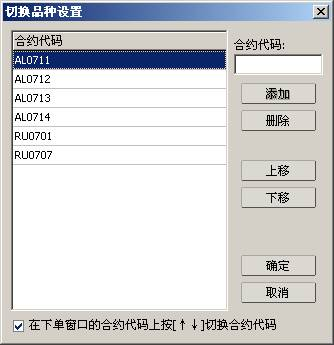 切换品种设置
合约代码
合约代码:
AL0711
AL0712
添加
AL0713
删除
AL0714
RU0701
RU0707
上移
下移
确定
取消
在下单窗口的合约代码上按[↑↓]切换合约代码